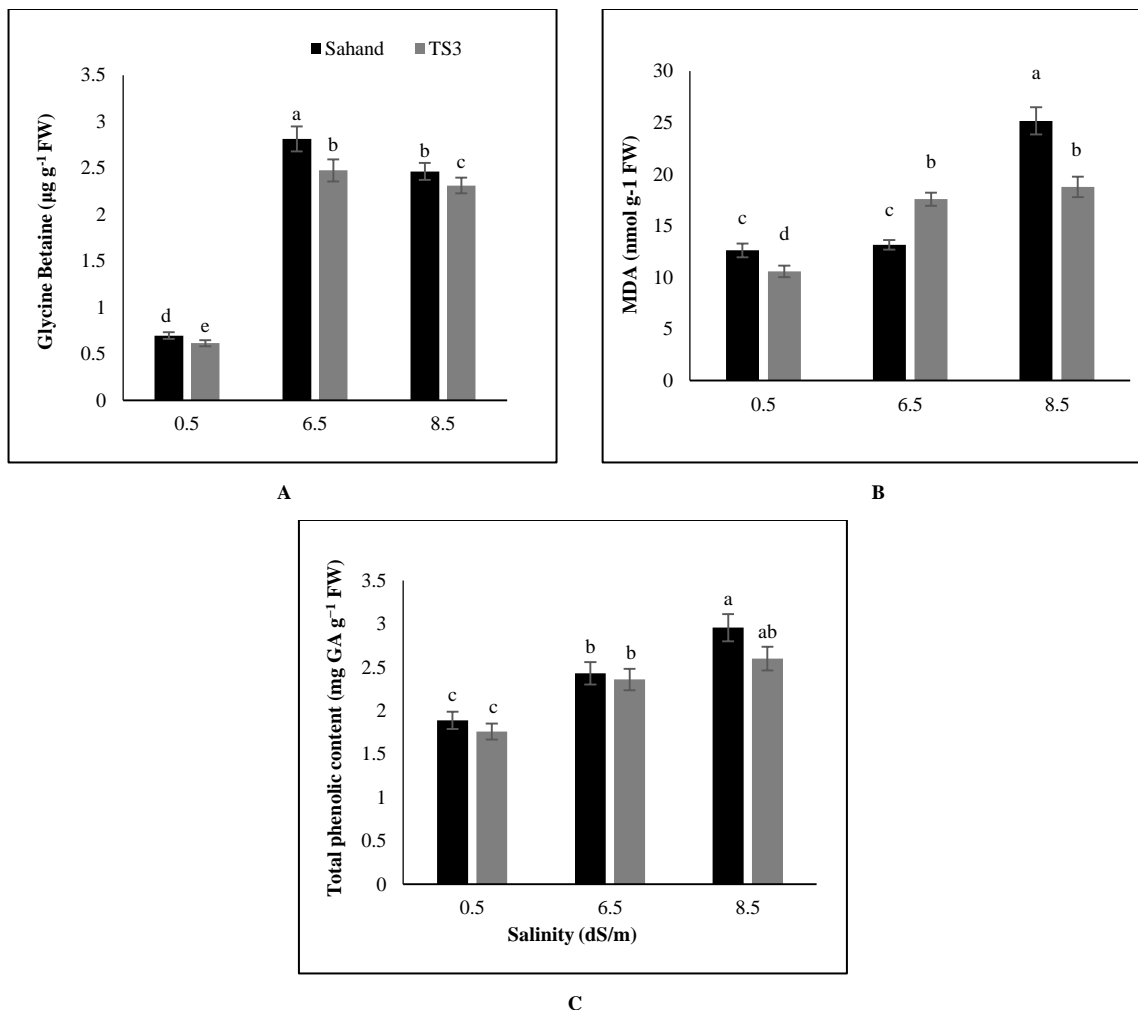 Sahand TS3
Glycine Betaine (µg g⁻¹ FW)
3.5
3
2.5
2
1.5
1
0.5
0
a
b
b
c
d
e
0.5 6.5 8.5
A
MDA (nmol g-1 FW)
30
25
20
15
10
5
0
a
b
b
c
c
d
0.5 6.5 8.5
B
Total phenolic content (mg GA g⁻¹ FW)
3.5
3
2.5
2
1.5
1
0.5
0
a
ab
b b
c c
0.5 6.5 8.5
Salinity (dS/m)
C